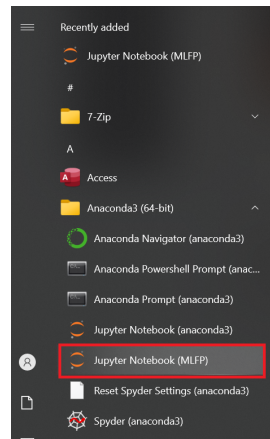 Recently added
Jupyter Notebook (MLFP)
#
7-Zip
A
Access
Anaconda3 (64-bit)
Anaconda Navigator (anaconda3)
Anaconda Powershell Prompt (anac...
Anaconda Prompt (anaconda3)
Jupyter Notebook (anaconda3)
Jupyter Notebook (MLFP)
Reset Spyder Settings (anaconda3)
Spyder (anaconda3)